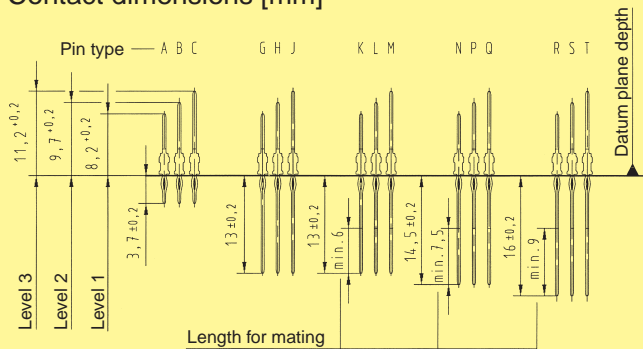 Contact dimensions [mm]
Pin type A B C G H J K L M N P Q R S T
Datum plane depth
11,2 +0,2
9,7 +0,2
8,2 +0,2
3,7 ±0,2
13 ±0,2
13 ±0,2
min.6
14,5 ±0,2
min.7,5
16 ±0,2
min.9
Level 3
Level 2
Level 1
Length for mating